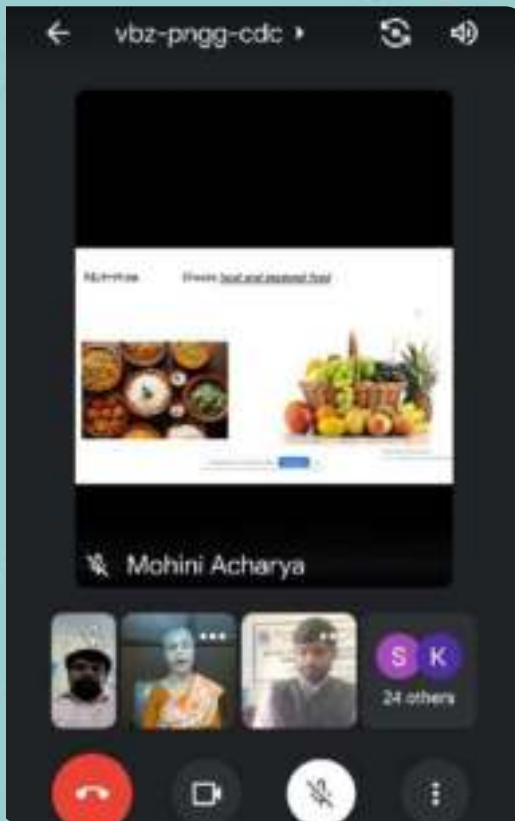 vbz-pngg-cdc
Nutrition
Choose local and seasonal food
Mohini Acharya
S K
24 others